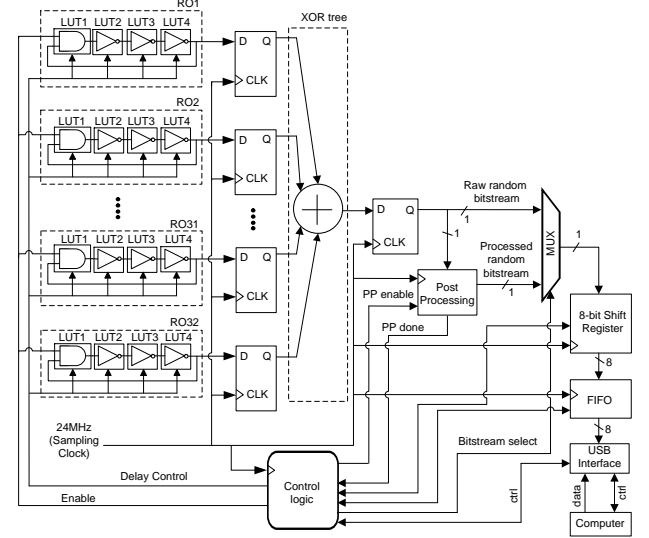 RO1
LUT1 LUT2 LUT3 LUT4
D Q
CLK
XOR tree
RO2
LUT1 LUT2 LUT3 LUT4
D Q
CLK
RO31
LUT1 LUT2 LUT3 LUT4
D Q
CLK
RO32
LUT1 LUT2 LUT3 LUT4
D Q
CLK
D Q
CLK
Raw random
bitstream
1
1
Processed
random
bitstream
1
Post
Processing
PP enable
PP done
MUX
1
8-bit Shift
Register
8
FIFO
8
USB
Interface
data
ctrl
Computer
24MHz
(Sampling
Clock)
Delay Control
Enable
Control
logic
Bitstream select
ctrl